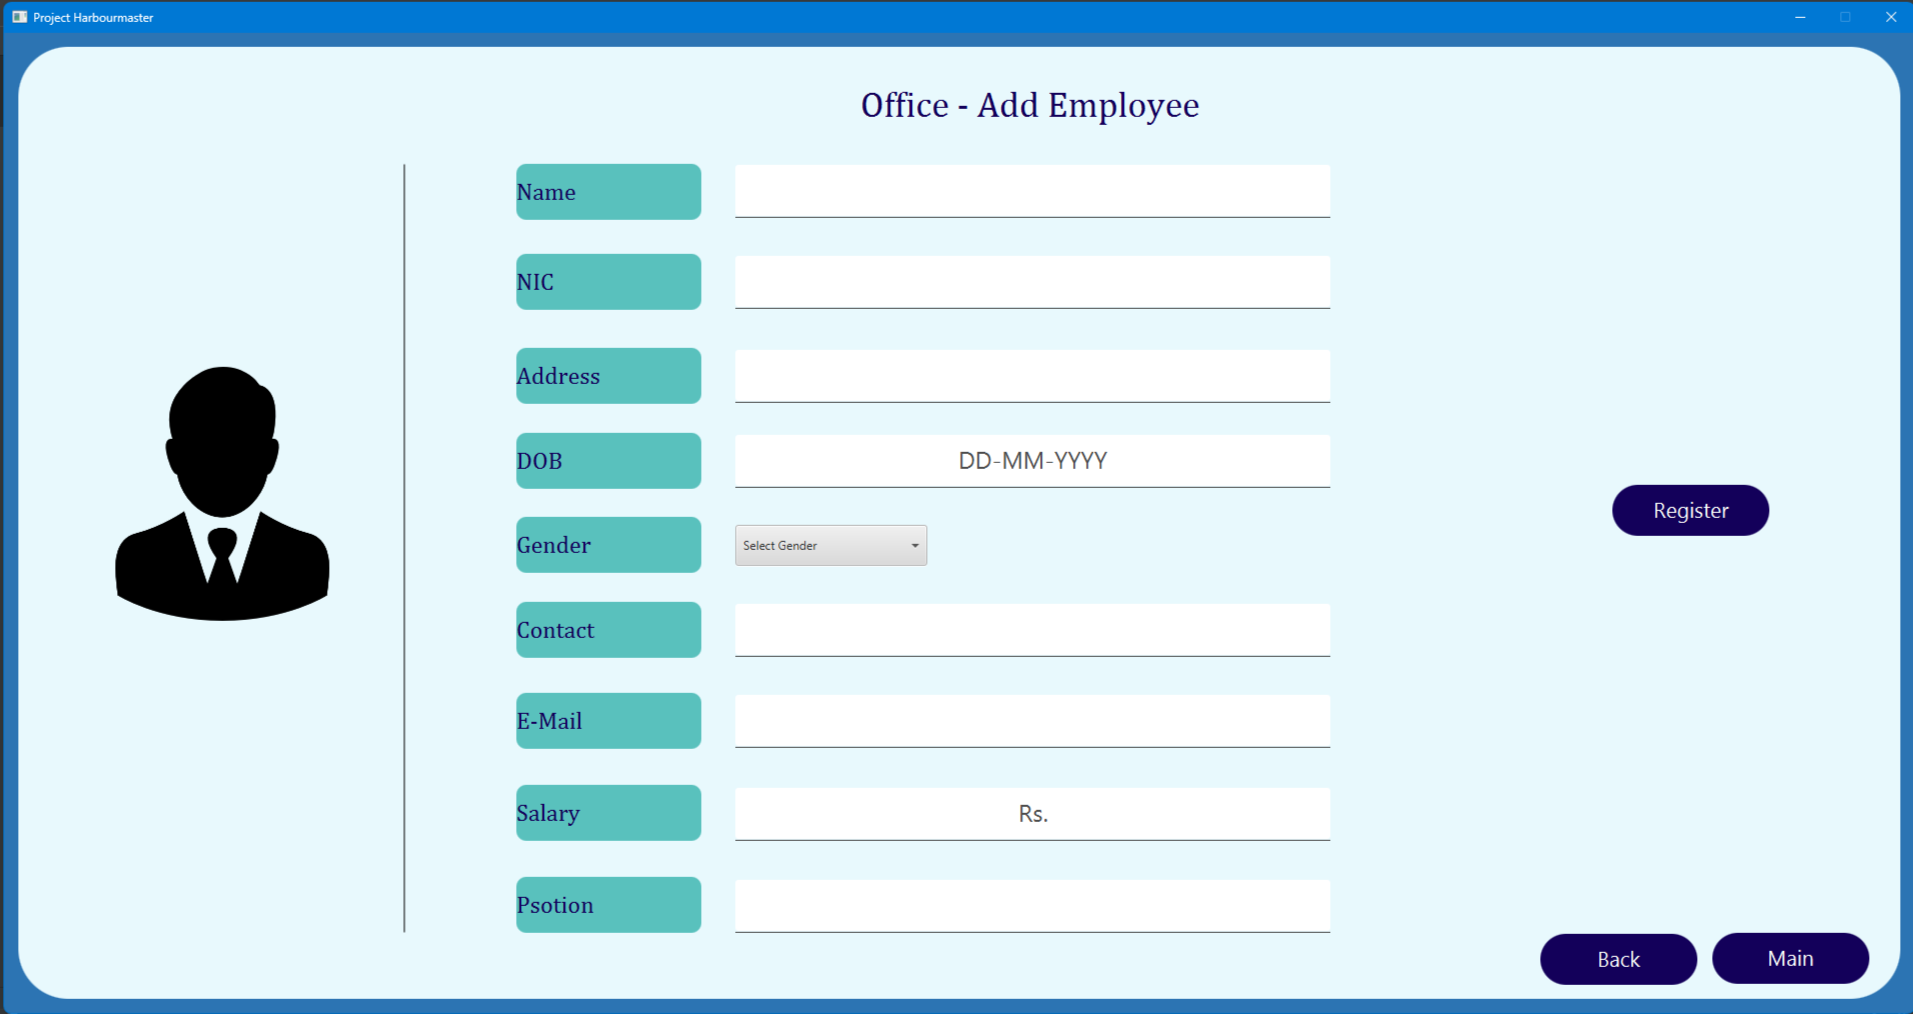 Project Harbourmaster
Office - Add Employee
Name
NIC
Address
DOB
DD-MM-YYYY
Gender
Select Gender
Register
Contact
E-Mail
Salary
Rs.
Psotion
Back
Main